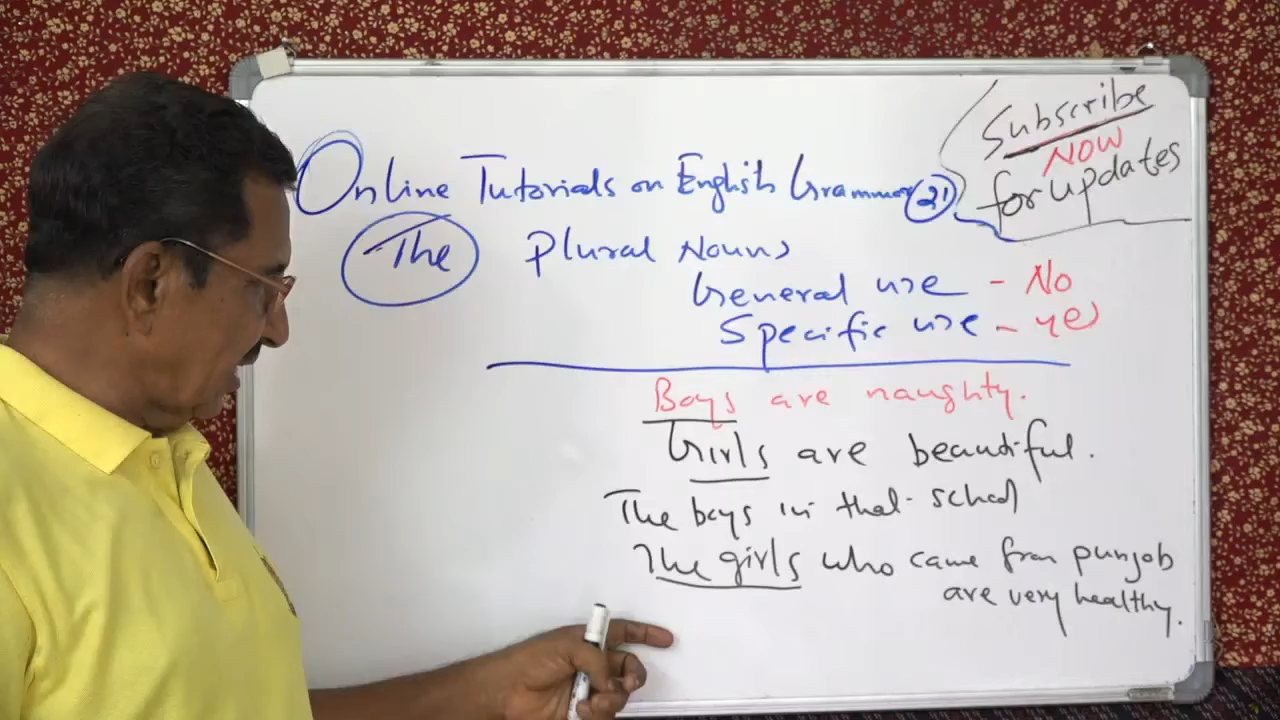 Online Tutorials on English Grammar 21
Subscribe
NOW
for updates
The Plural Nouns
General use - No
Specific use - yes
Boys are naughty.
Girls are beautiful.
The boys in that school
The girls who came from punjab
are very healthy.